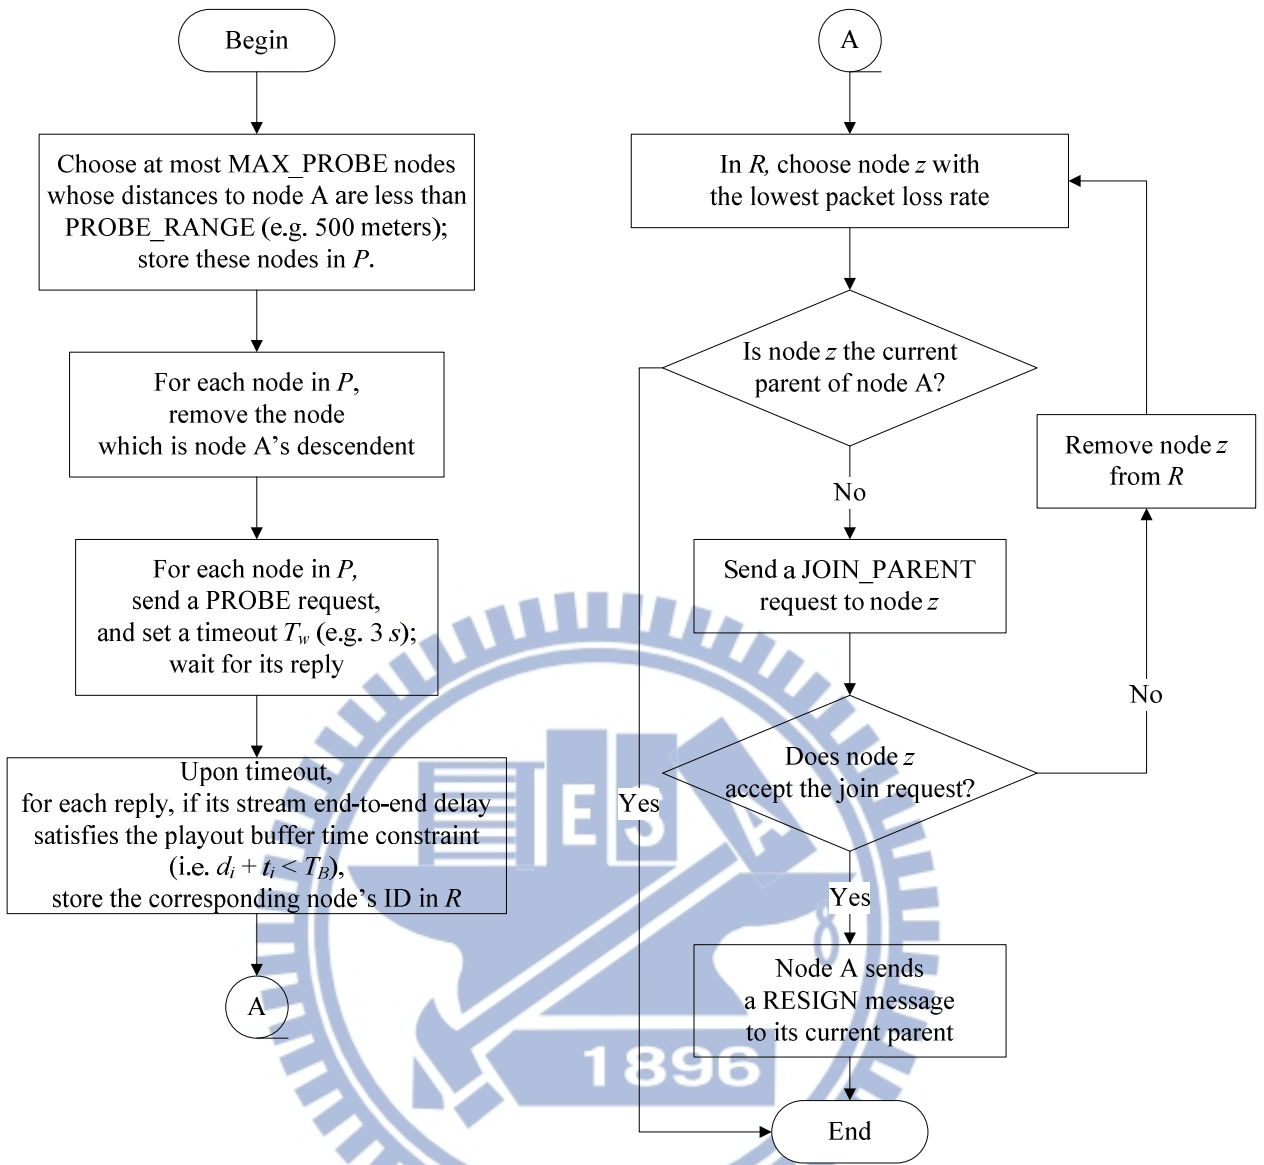 Begin
Choose at most MAX_PROBE nodes
whose distances to node A are less than
PROBE_RANGE (e.g. 500 meters);
store these nodes in P.
For each node in P,
remove the node
which is node A's descendent
For each node in P,
send a PROBE request,
and set a timeout Tw (e.g. 3 s);
wait for its reply
Upon timeout,
for each reply, if its stream end-to-end delay
satisfies the playout buffer time constraint
(i.e. di + ti < TB),
store the corresponding node's ID in R
A
A
In R, choose node z with
the lowest packet loss rate
Is node z the current
parent of node A?
No
Yes
Send a JOIN_PARENT
request to node z
Does node z
accept the join request?
No
Remove node z
from R
Yes
Node A sends
a RESIGN message
to its current parent
End
E S A
8
1896